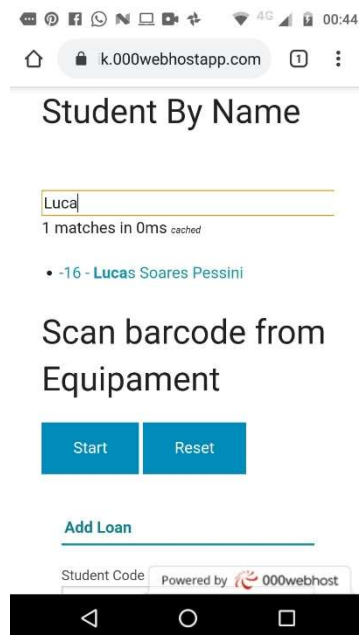 4G 00:44
k.000webhostapp.com 1
Student By Name
Luca
1 matches in 0ms cached
-16 - Lucas Soares Pessini
Scan barcode from
Equipament
Start Reset
Add Loan
Student Code Powered by 000webhost